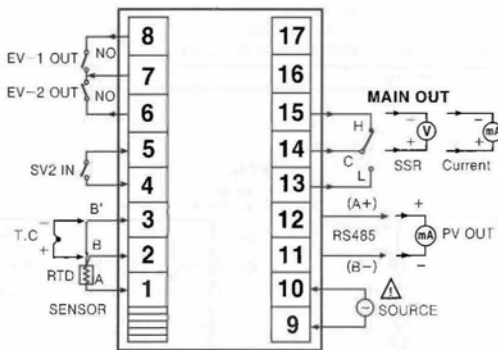 8
7
6
5
4
3
2
1
17
16
15
14
13
12
11
10
9
EV-1 OUT
NO
EV-2 OUT
NO
SV2 IN
B'
T.C
−
+
B
RTD
A
SENSOR
MAIN OUT
H
C
L
−
V
+
SSR
−
mA
+
Current
(A+)
RS485
(B−)
+
mA
−
PV OUT
!
~
SOURCE